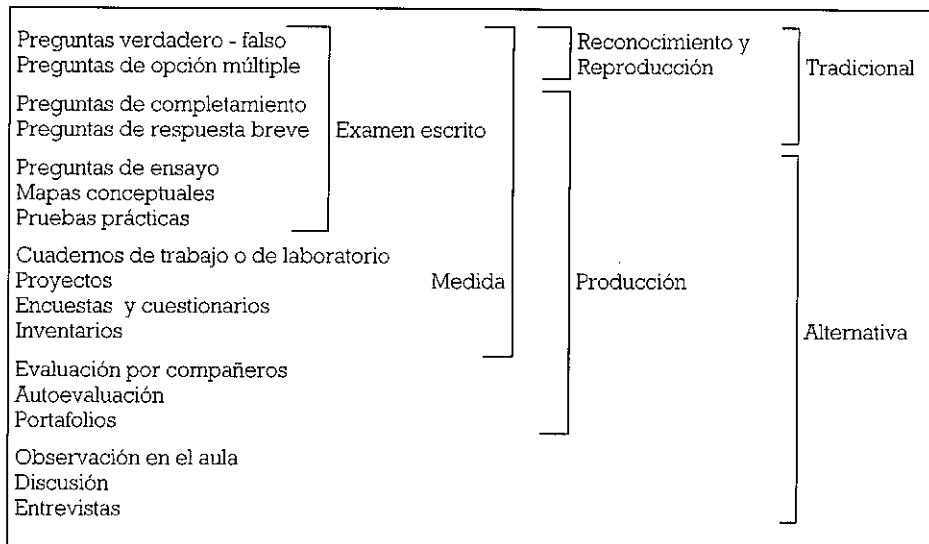 Preguntas verdadero - falso
Preguntas de opción múltiple
Preguntas de completamiento
Preguntas de respuesta breve
Preguntas de ensayo
Mapas conceptuales
Pruebas prácticas
Cuadernos de trabajo o de laboratorio
Proyectos
Encuestas y cuestionarios
Inventarios
Evaluación por compañeros
Autoevaluación
Portafolios
Observación en el aula
Discusión
Entrevistas
Examen escrito
Medida
Reconocimiento y
Reproducción
Producción
Tradicional
Alternativa